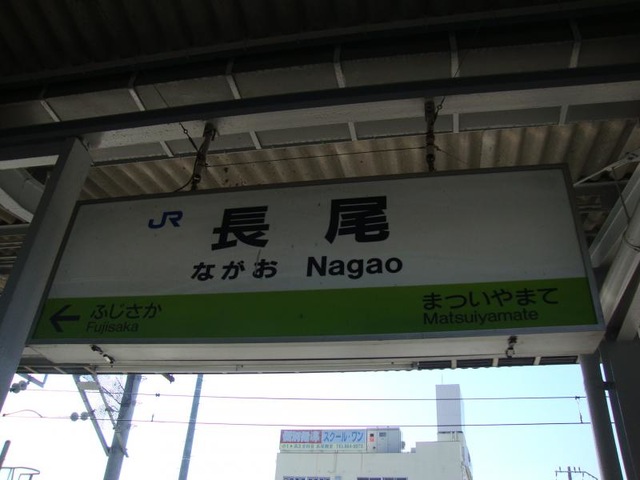 JR 長尾
ながお Nagao
← ふじさか まついやまて
Fujisaka Matsuiyamate
スクール・ワン